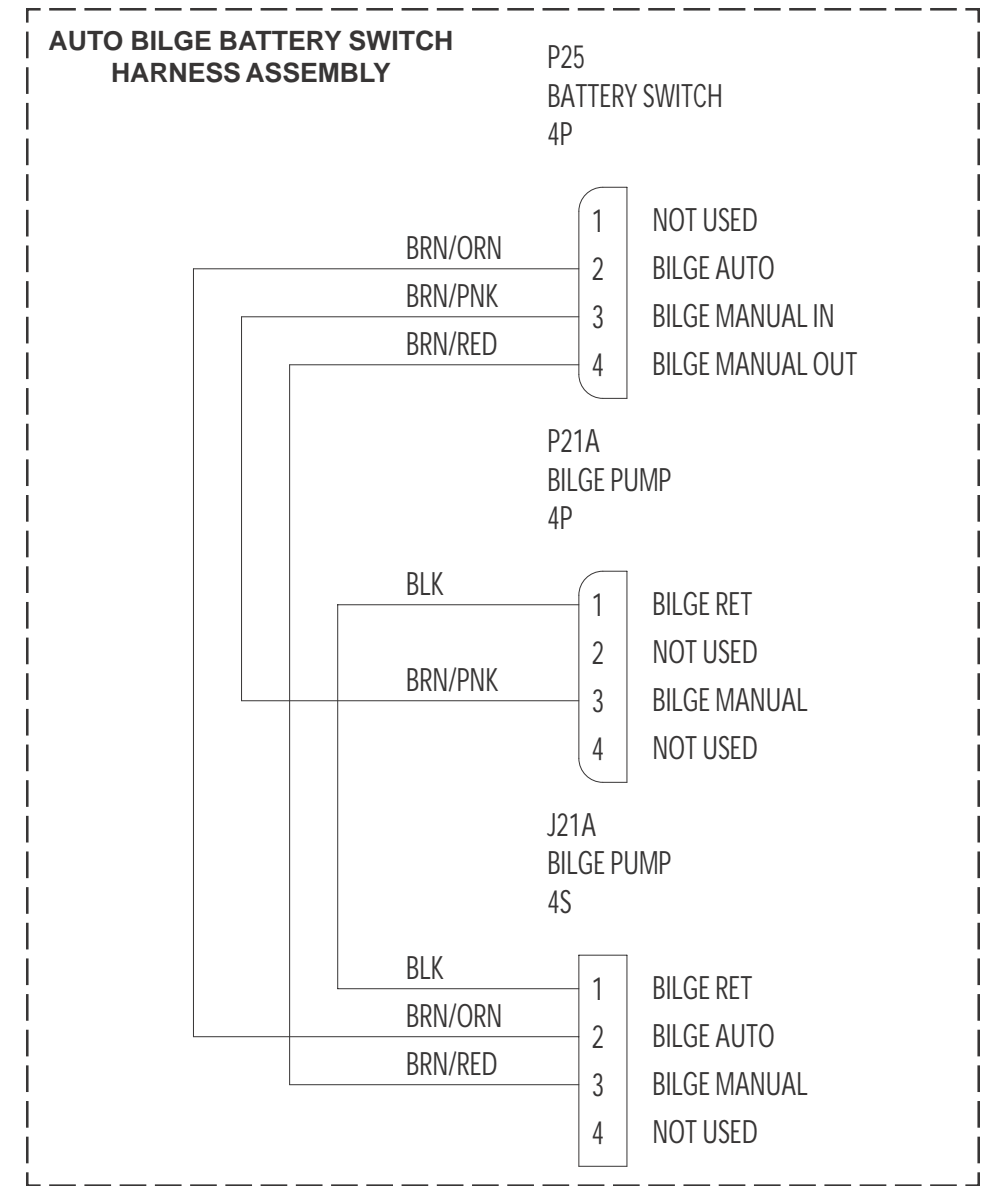 AUTO BILGE BATTERY SWITCH
HARNESS ASSEMBLY
P25
BATTERY SWITCH
4P
1 NOT USED
BRN/ORN 2 BILGE AUTO
BRN/PNK 3 BILGE MANUAL IN
BRN/RED 4 BILGE MANUAL OUT
P21A
BILGE PUMP
4P
BLK 1 BILGE RET
2 NOT USED
BRN/PNK 3 BILGE MANUAL
4 NOT USED
J21A
BILGE PUMP
4S
BLK 1 BILGE RET
BRN/ORN 2 BILGE AUTO
BRN/RED 3 BILGE MANUAL
4 NOT USED